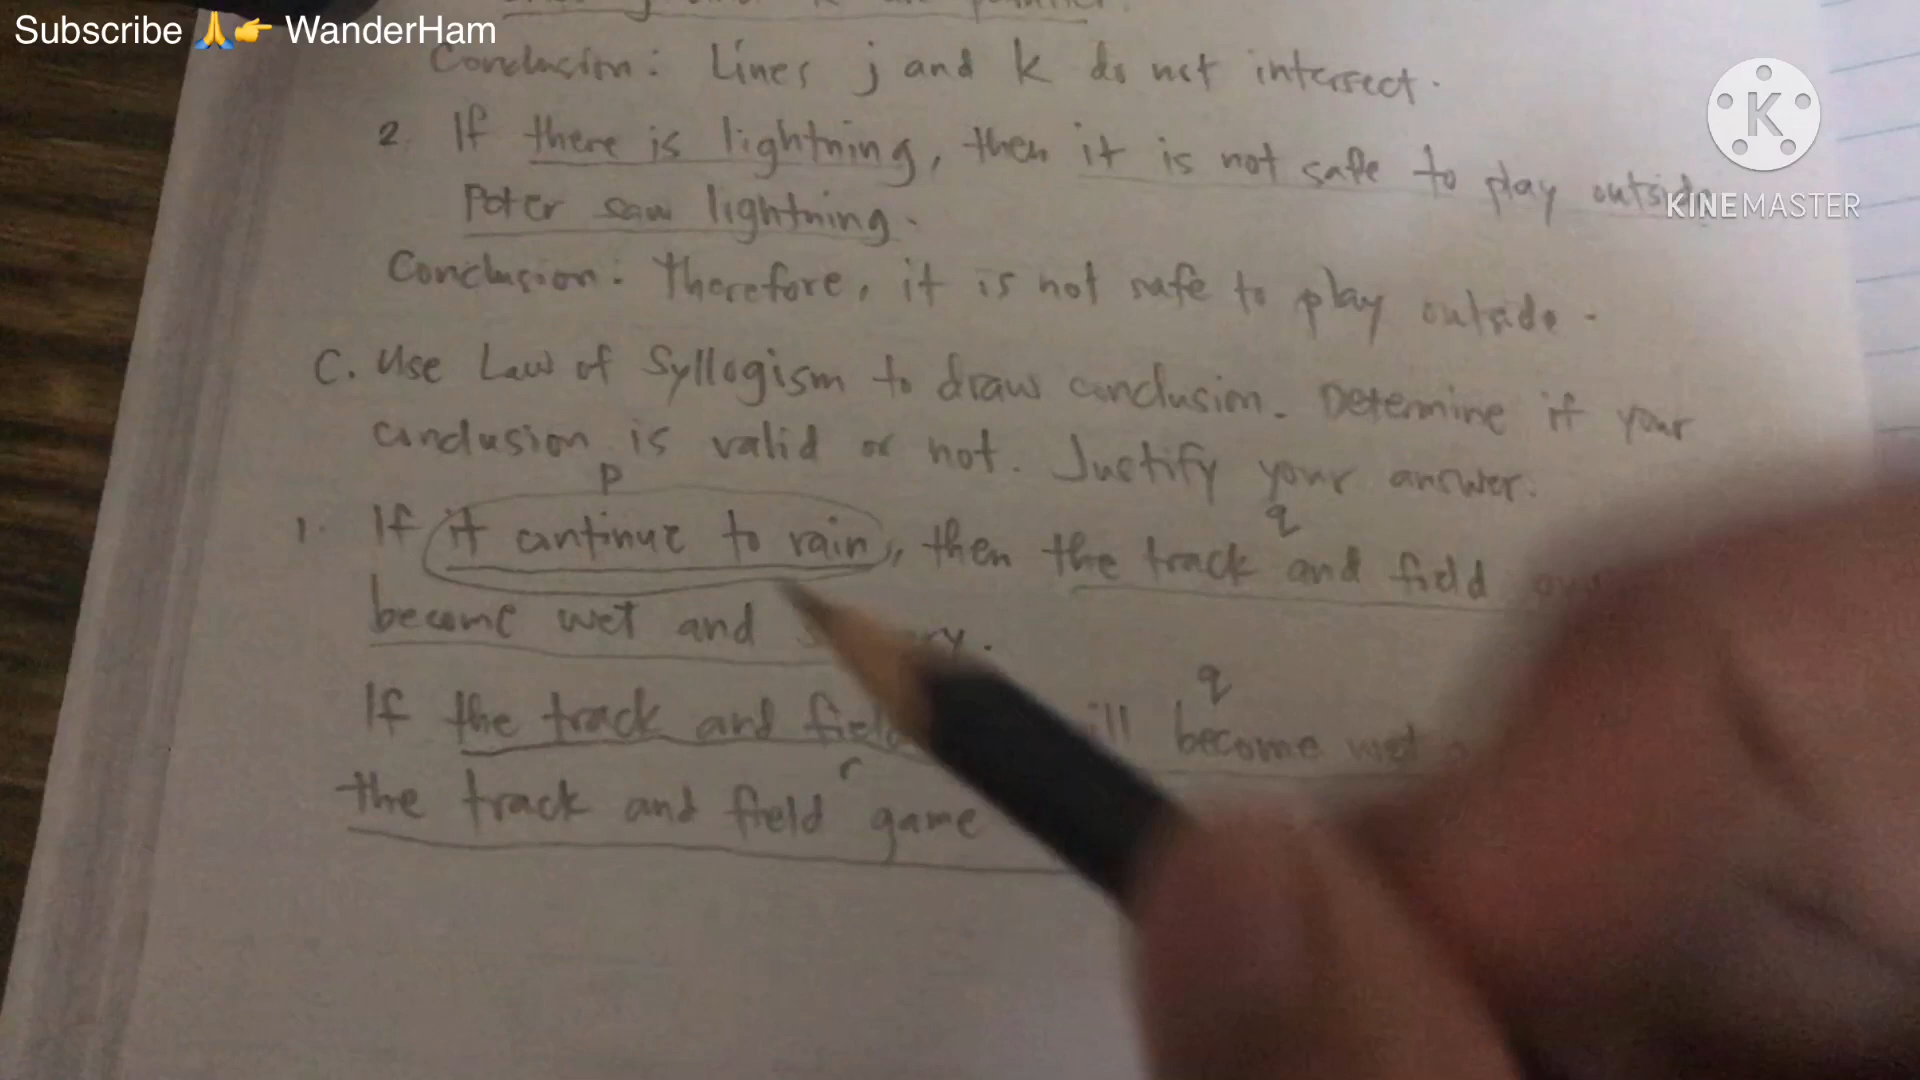 Subscribe 🙏👉 WanderHam
Conclusion: Lines j and k do not intersect.
2. If there is lightning, then it is not safe to play outside.
Peter saw lightning.
KINEMASTER
Conclusion: Therefore, it is not safe to play outside.
C. Use Law of Syllogism to draw conclusion. Determine if your
conclusion is valid or not. Justify your answer.
p
q
1. If it continue to rain, then the track and field
become wet and
q
If the track and field become wet
r
the track and field game